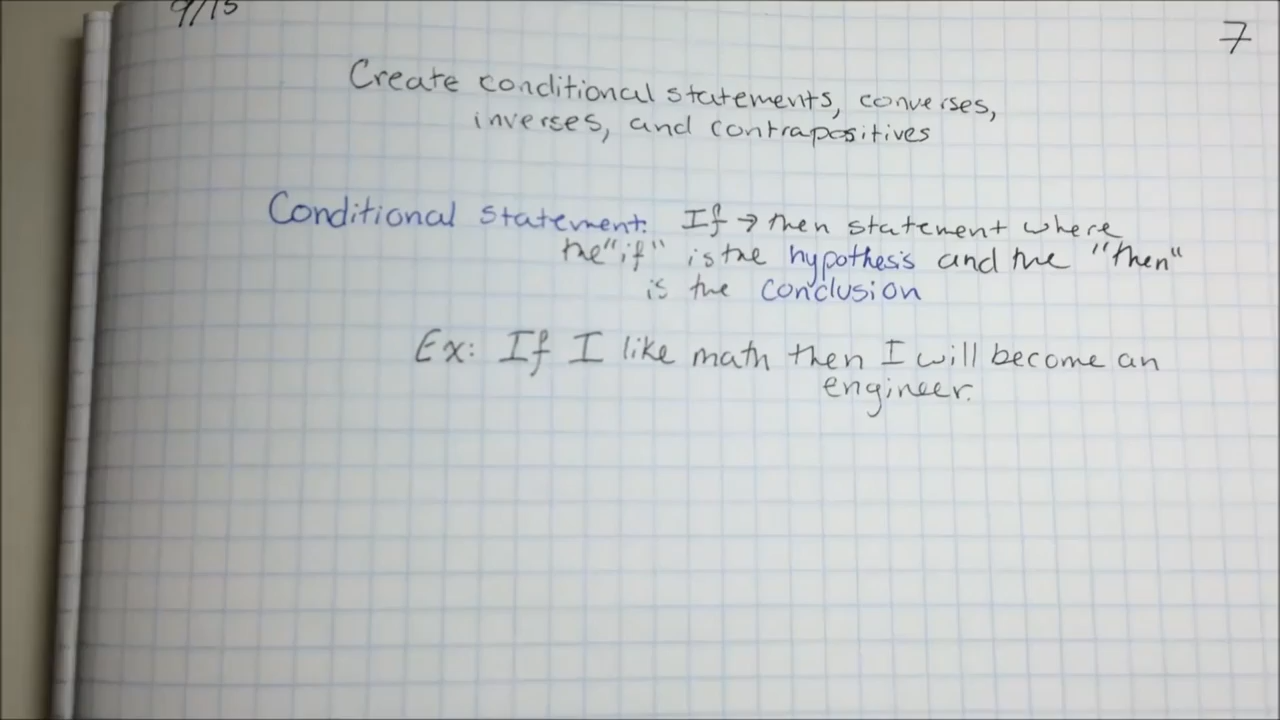 9/15
7
Create conditional statements, converses,
inverses, and contrapositives
Conditional statement: If → then statement where
the "if" is the hypothesis and the "then"
is the conclusion
Ex: If I like math then I will become an
engineer.